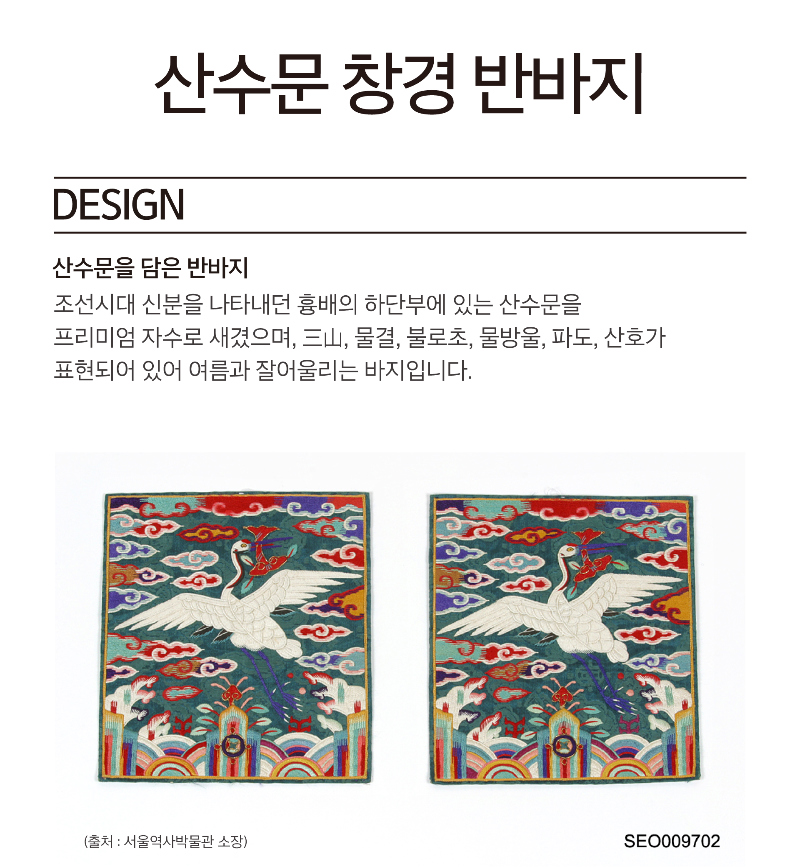 산수문 창경 반바지
DESIGN
산수문을 담은 반바지
조선시대 신분을 나타내던 흉배의 하단부에 있는 산수문을
프리미엄 자수로 새겼으며, 三山, 물결, 불로초, 물방울, 파도, 산호가
표현되어 있어 여름과 잘어울리는 바지입니다.
(출처 : 서울역사박물관 소장)
SEO009702